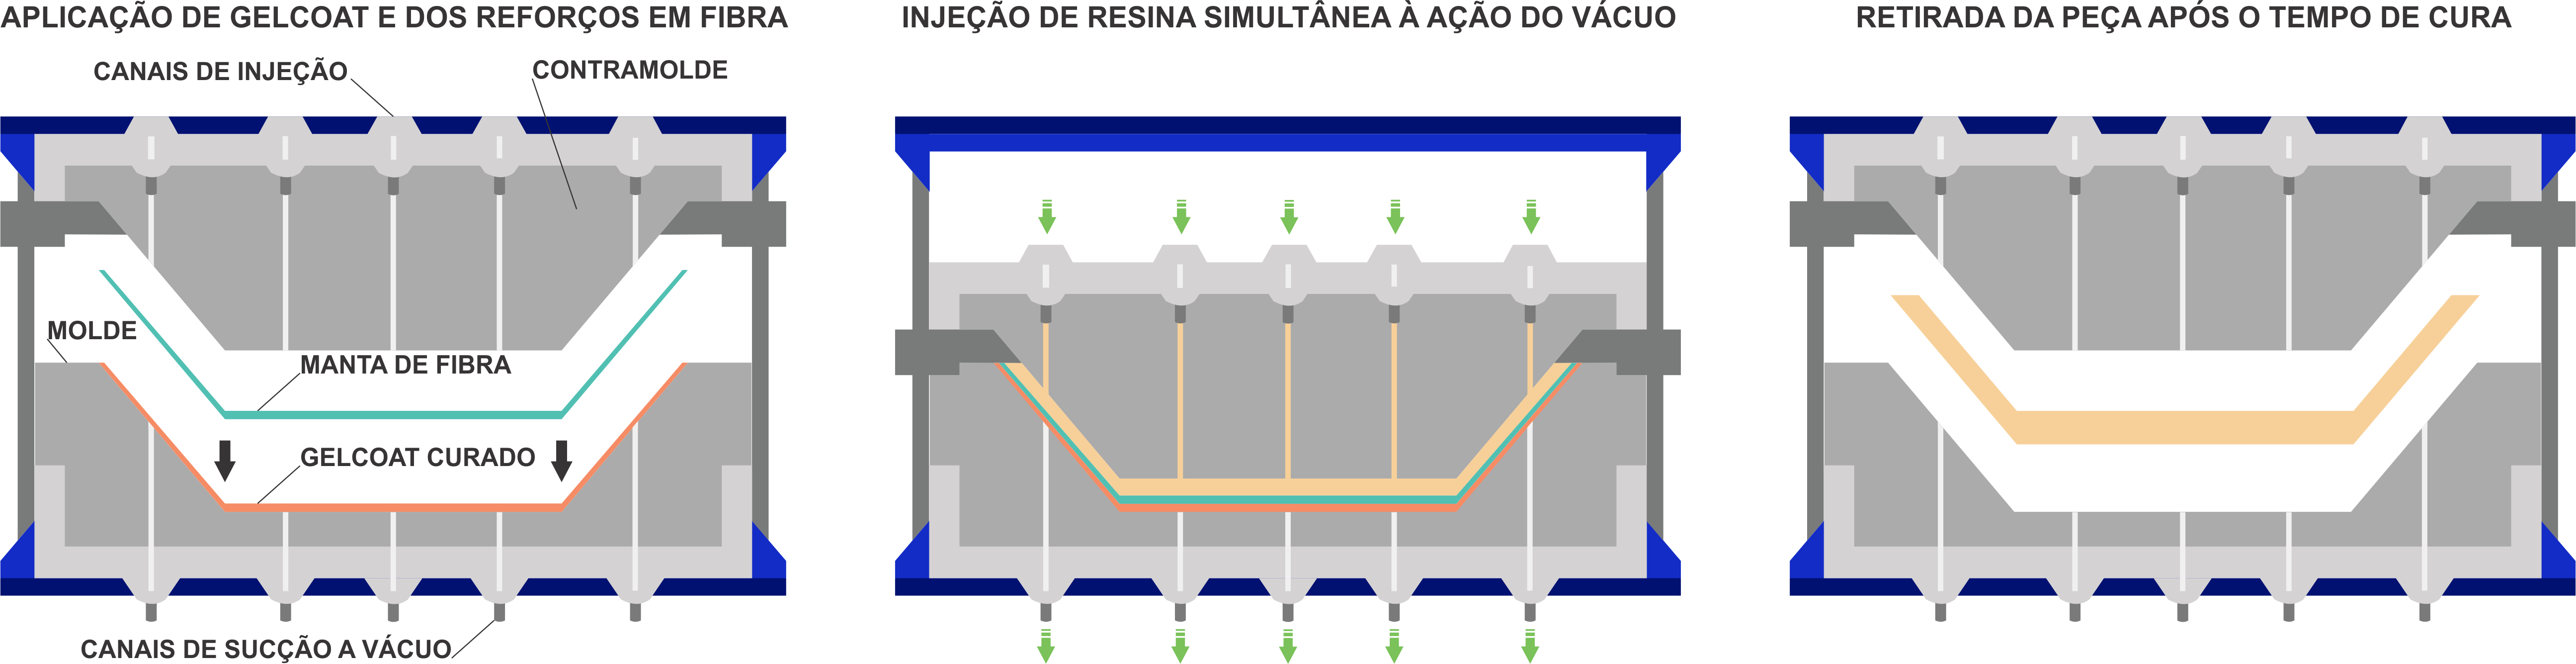 APLICAÇÃO DE GELCOAT E DOS REFORÇOS EM FIBRA
CANAIS DE INJEÇÃO
CONTRAMOLDE
MOLDE
MANTA DE FIBRA
GELCOAT CURADO
CANAIS DE SUCÇÃO A VÁCUO
INJEÇÃO DE RESINA SIMULTÂNEA À AÇÃO DO VÁCUO
RETIRADA DA PEÇA APÓS O TEMPO DE CURA